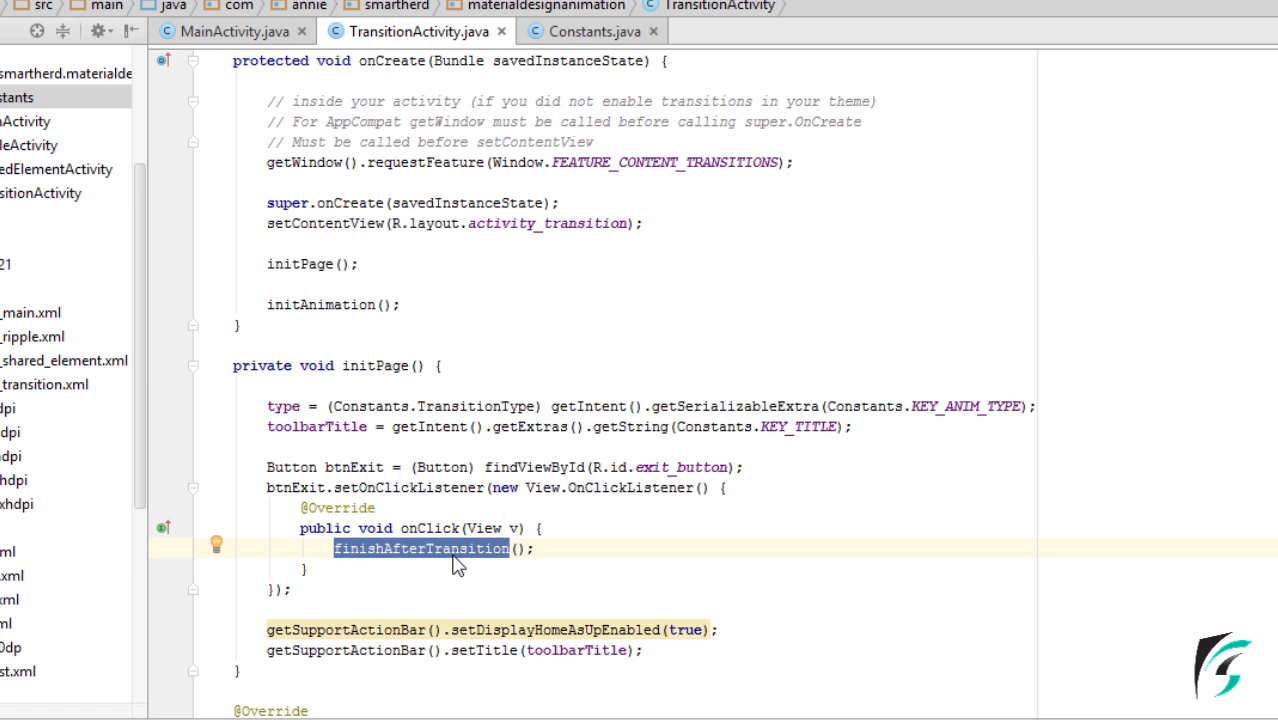 src main java com annie smartherd materialdesignanimation TransitionActivity
MainActivity.java TransitionActivity.java Constants.java
smartherd.materialde
stants
nActivity
leActivity
edElementActivity
sitionActivity
21
_main.xml
_ripple.xml
_shared_element.xml
_transition.xml
dpi
dpi
dpi
hdpi
xhdpi
ml
.xml
xml
ml
0dp
st.xml
protected void onCreate(Bundle savedInstanceState) {
// inside your activity (if you did not enable transitions in your theme)
// For AppCompat getWindow must be called before calling super.OnCreate
// Must be called before setContentView
getWindow().requestFeature(Window.FEATURE_CONTENT_TRANSITIONS);
super.onCreate(savedInstanceState);
setContentView(R.layout.activity_transition);
initPage();
initAnimation();
}
private void initPage() {
type = (Constants.TransitionType) getIntent().getSerializableExtra(Constants.KEY_ANIM_TYPE);
toolbarTitle = getIntent().getExtras().getString(Constants.KEY_TITLE);
Button btnExit = (Button) findViewById(R.id.exit_button);
btnExit.setOnClickListener(new View.OnClickListener() {
@Override
public void onClick(View v) {
finishAfterTransition();
}
});
getSupportActionBar().setDisplayHomeAsUpEnabled(true);
getSupportActionBar().setTitle(toolbarTitle);
}
@Override